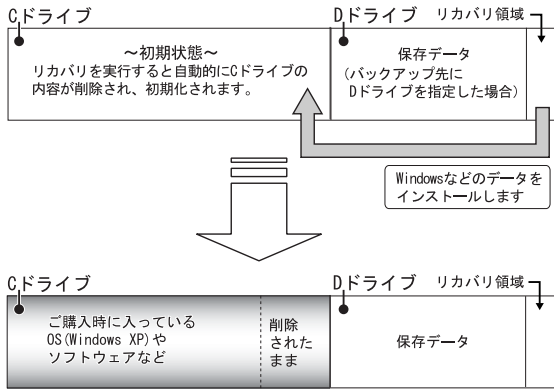 Cドライブ
Dドライブ
リカバリ領域
～初期状態～
リカバリを実行すると自動的にCドライブの
内容が削除され、初期化されます。
保存データ
(バックアップ先に
Dドライブを指定した場合)
Windowsなどのデータを
インストールします
Cドライブ
Dドライブ
リカバリ領域
ご購入時に入っている
OS(Windows XP)や
ソフトウェアなど
削除
された
まま
保存データ